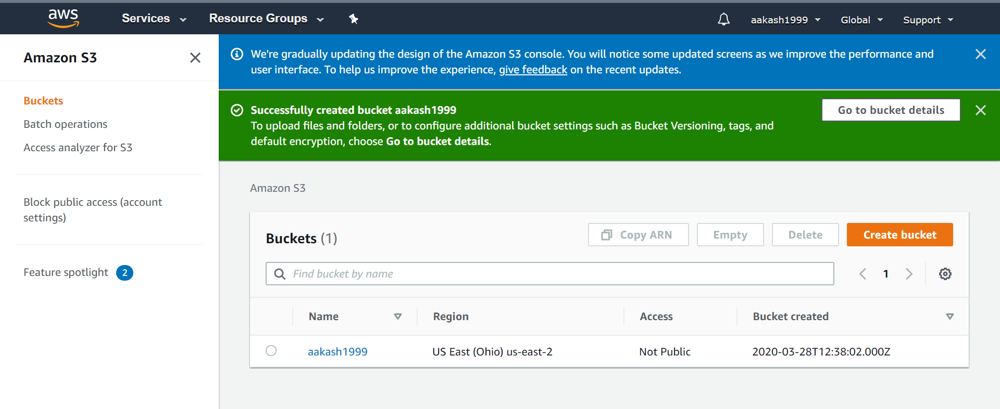 aws Services Resource Groups aakash1999 Global Support
Amazon S3
Buckets
Batch operations
Access analyzer for S3
Block public access (account
settings)
Feature spotlight 2
We're gradually updating the design of the Amazon S3 console. You will notice some updated screens as we improve the performance and
user interface. To help us improve the experience, give feedback on the recent updates.
Successfully created bucket aakash1999
To upload files and folders, or to configure additional bucket settings such as Bucket Versioning, tags, and
default encryption, choose Go to bucket details.
Go to bucket details
Amazon S3
Buckets (1)
Copy ARN Empty Delete Create bucket
Find bucket by name
1
Name Region Access Bucket created
aakash1999 US East (Ohio) us-east-2 Not Public 2020-03-28T12:38:02.000Z